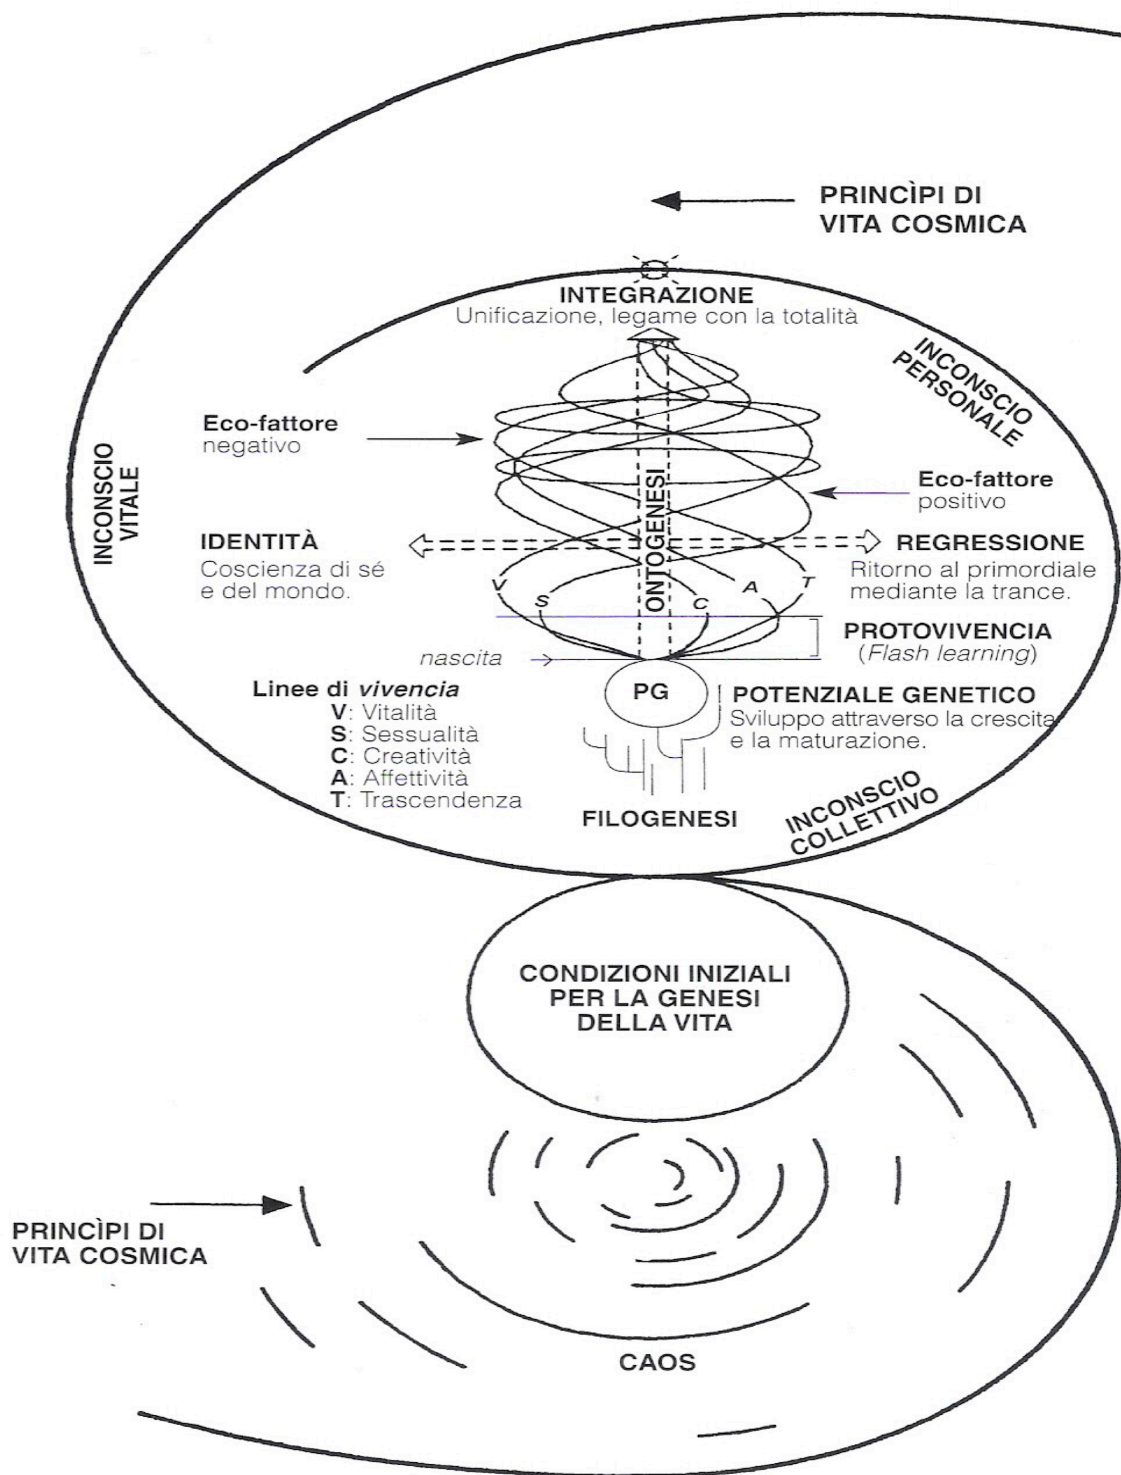 PRINCÌPI DI
VITA COSMICA
INTEGRAZIONE
Unificazione, legame con la totalità
INCONSCIO
PERSONALE
Eco-fattore
negativo
Eco-fattore
positivo
INCONSCIO
VITALE
ONTOGENESI
IDENTITÀ
Coscienza di sé
e del mondo.
REGRESSIONE
Ritorno al primordiale
mediante la trance.
V
S
C
A
T
PROTOVIVENCIA
(Flash learning)
nascita
Linee di vivencia
V: Vitalità
S: Sessualità
C: Creatività
A: Affettività
T: Trascendenza
PG
POTENZIALE GENETICO
Sviluppo attraverso la crescita
e la maturazione.
FILOGENESI
INCONSCIO
COLLETTIVO
CONDIZIONI INIZIALI
PER LA GENESI
DELLA VITA
PRINCÌPI DI
VITA COSMICA
CAOS